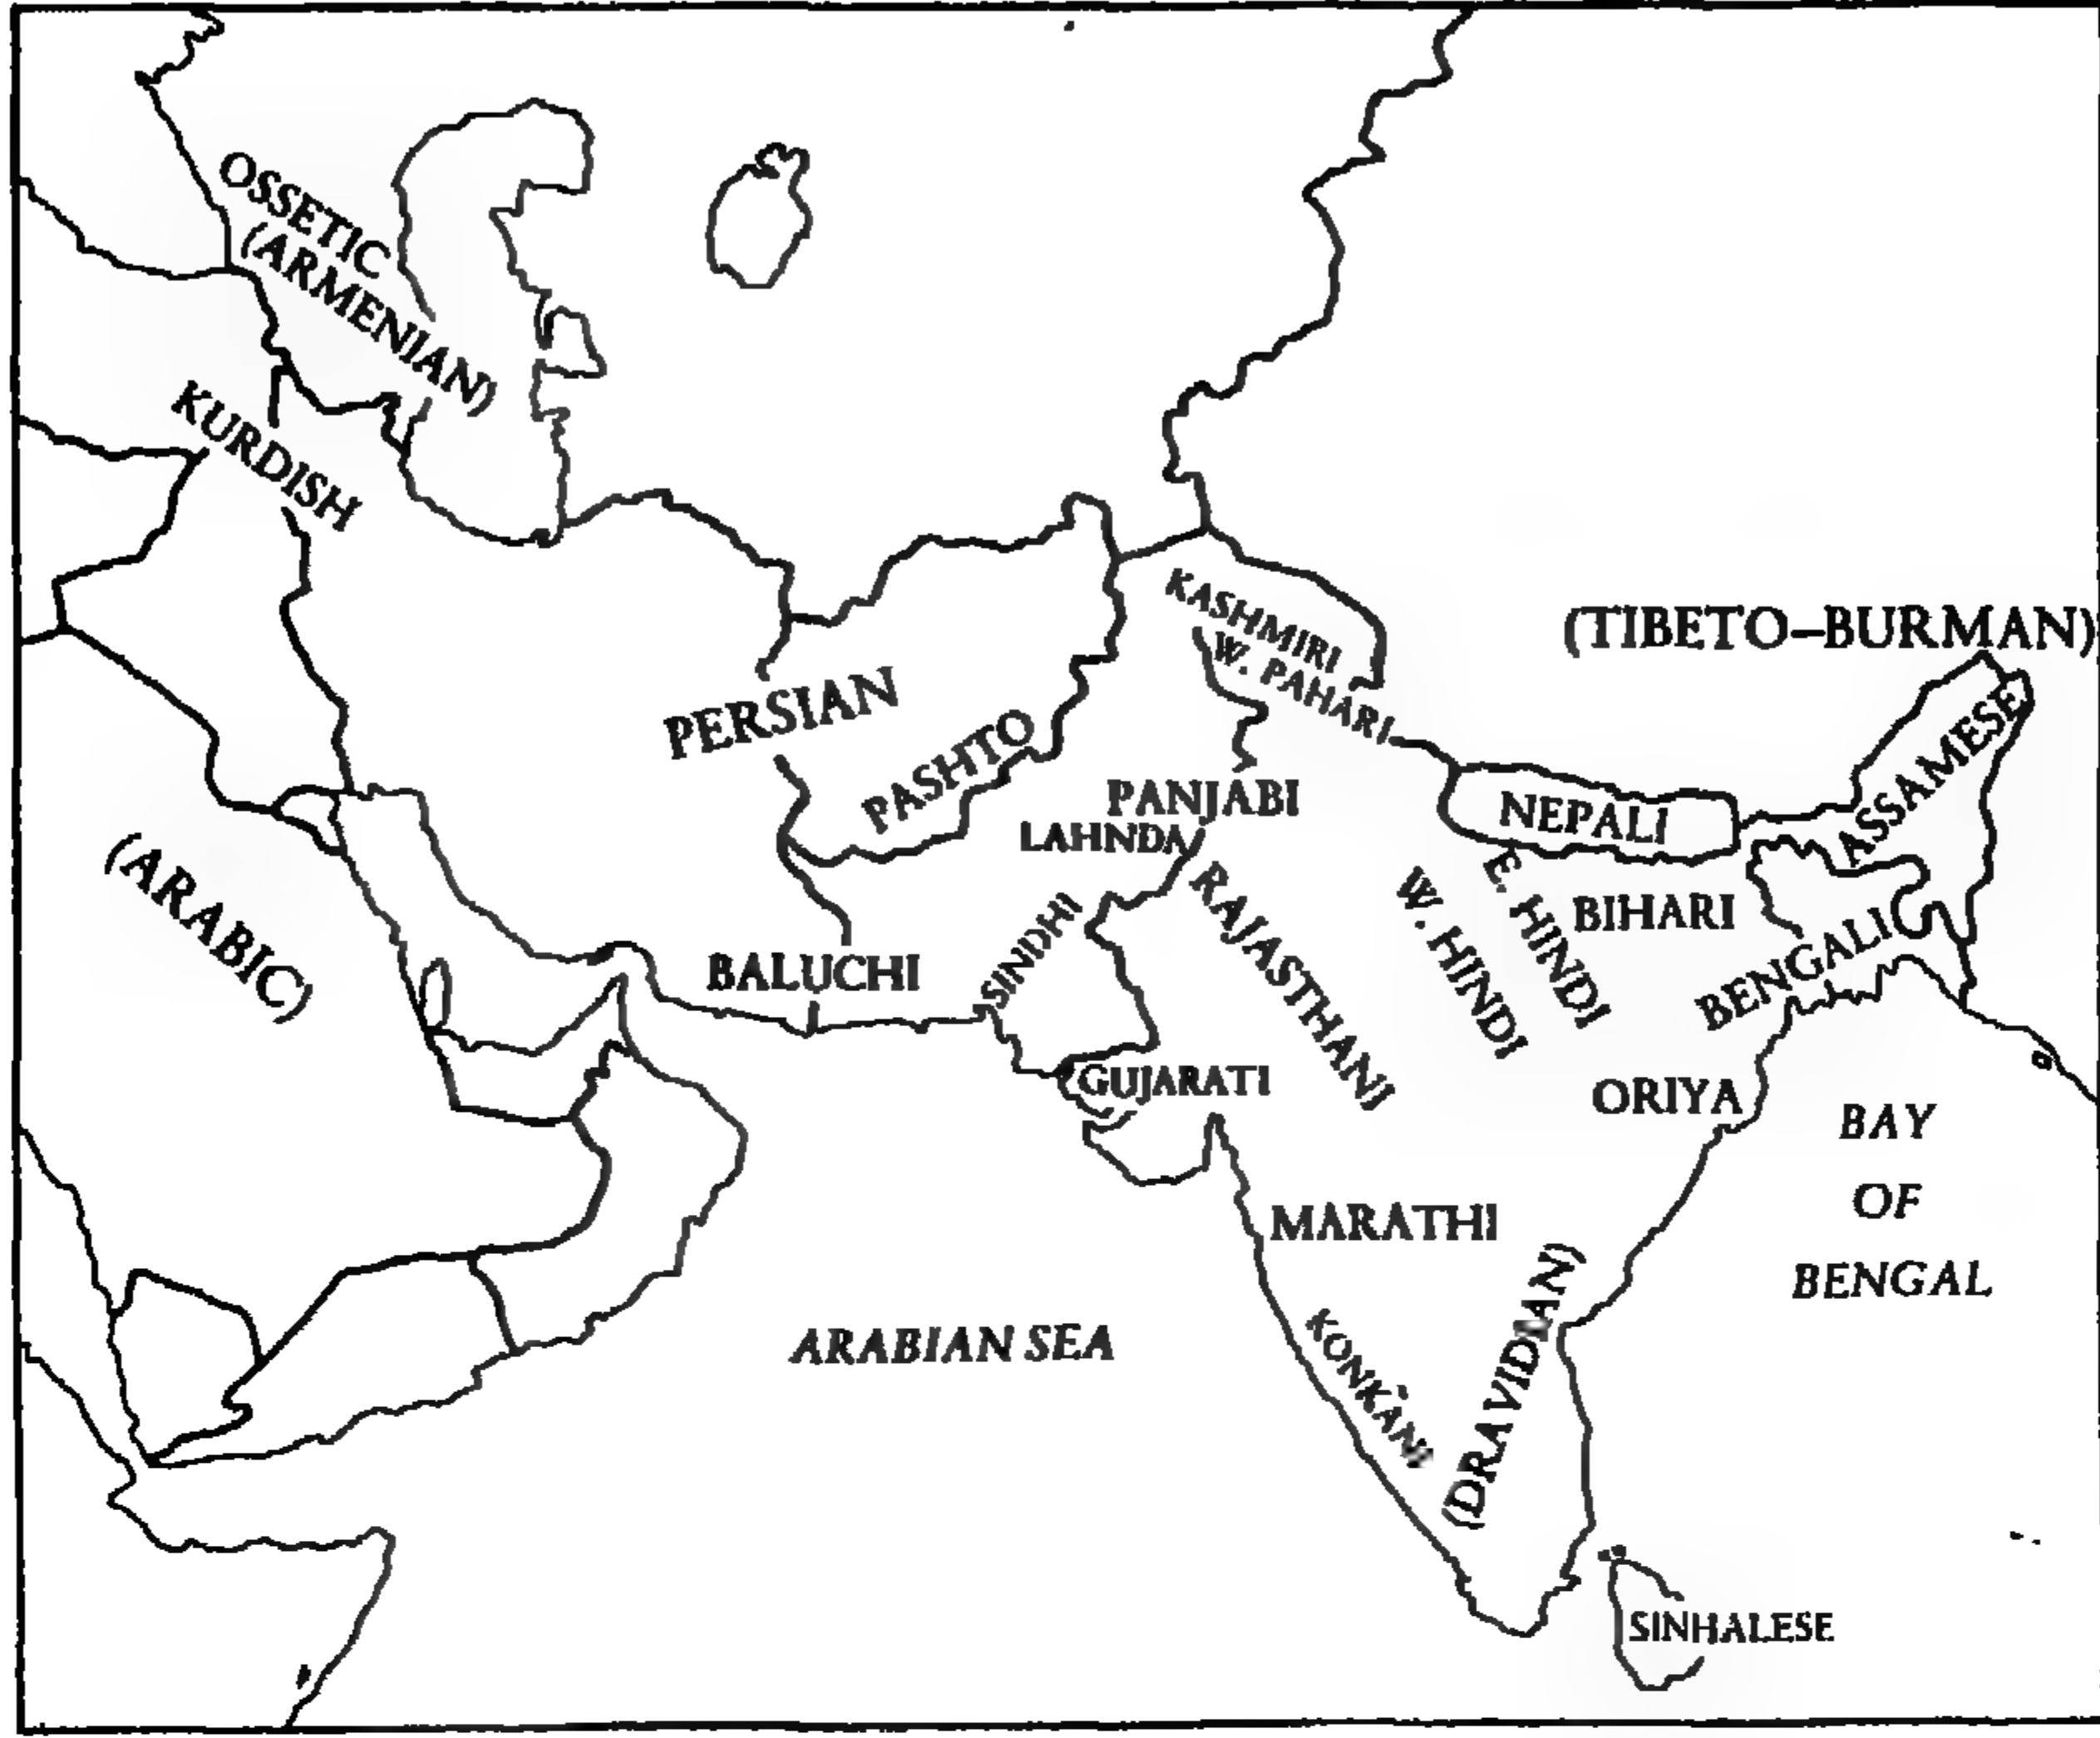 OSSETIC
(ARMENIAN)
KURDISH
KASHMIRI
W. PAHARI
(TIBETO–BURMAN)
PERSIAN
PASHTO
PANJABI
LAHNDA
NEPALI
ASSAMESE
(ARABIC)
SINDHI
RAJASTHANI
W. HINDI
E. HINDI
BIHARI
BENGALI
BALUCHI
GUJARATI
ORIYA
BAY
OF
BENGAL
MARATHI
ARABIAN SEA
KONKANI
(DRAVIDIAN)
SINHALESE